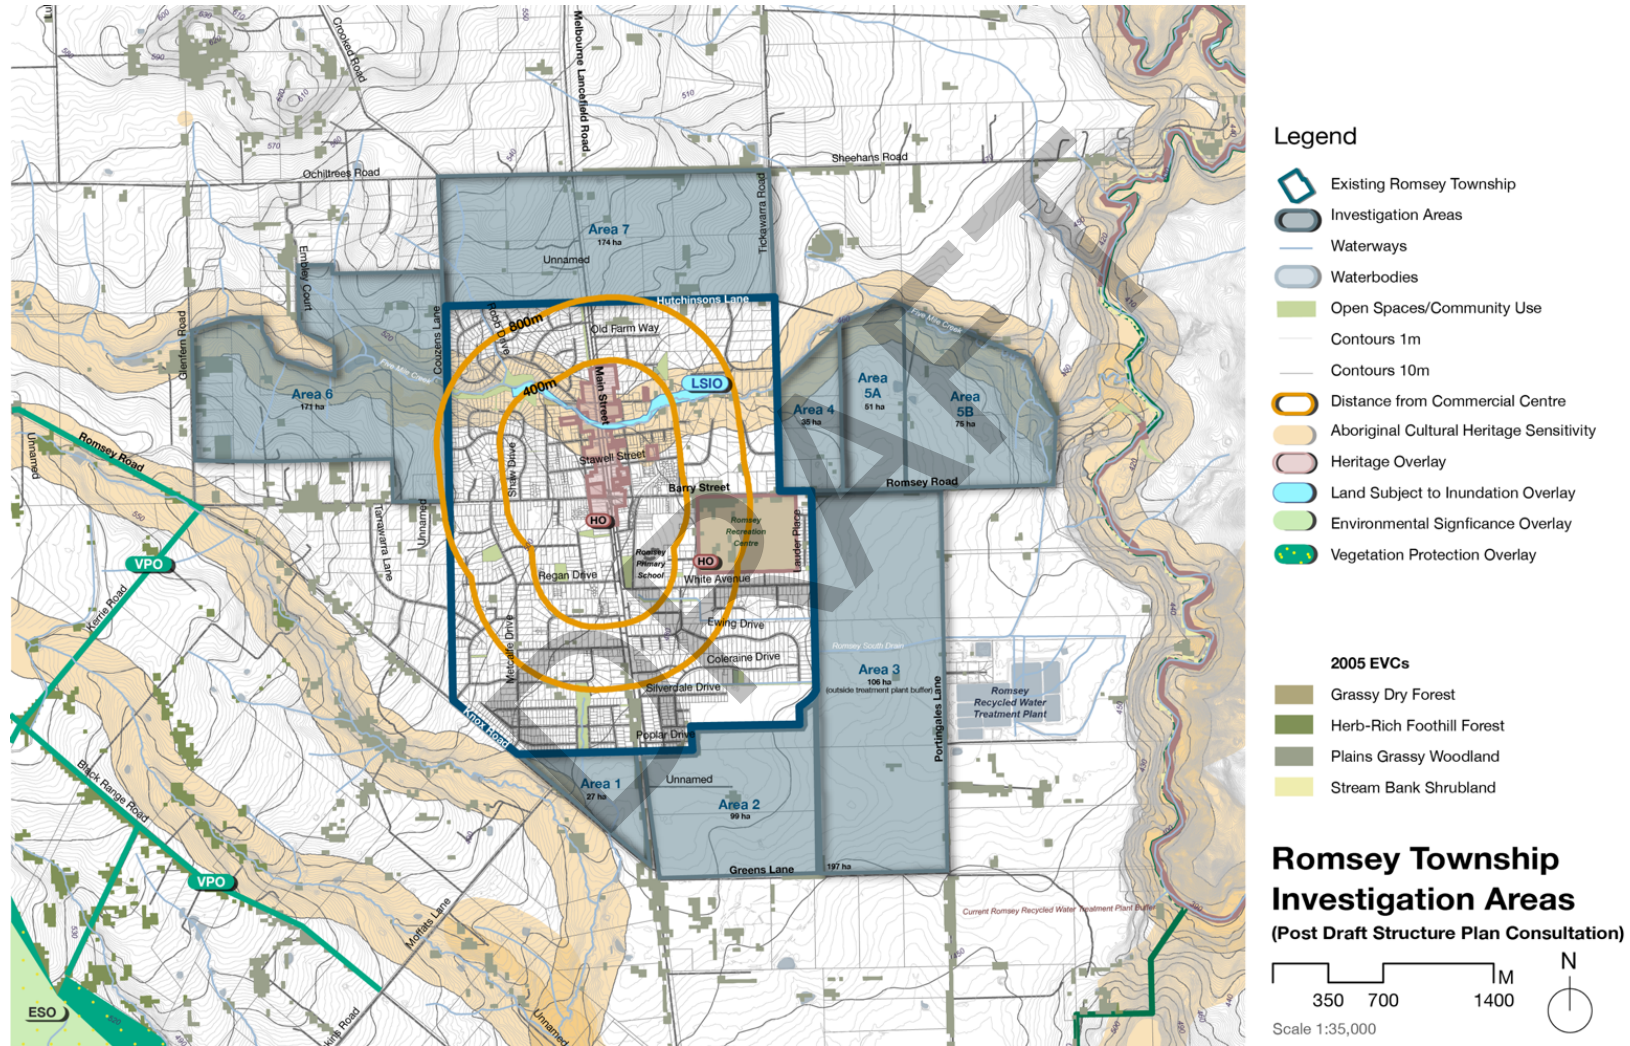 Crooked Road
Melbourne Lancefield Road
Sheehans Road
Ochiltrees Road
Tickawarra Road
Area 7
174 ha
Unnamed
Embley Court
Hutchinsons Lane
Couzens Lane
Robb Drive
800m
Old Farm Way
Glenfern Road
Five Mile Creek
Five Mile Creek
400m
Main Street
LSIO
Area 6
171 ha
Area 4
35 ha
Area
5A
51 ha
Area
5B
75 ha
Unnamed
Romsey Road
Shaw Drive
Stawell Street
Barry Street
Romsey Road
HO
Romsey
Recreation
Centre
Lauder Place
Tarrawarra Lane
Unnamed
VPO
Romsey
Primary
School
HO
Regan Drive
White Avenue
Kerrie Road
Ewing Drive
Metcalfe Drive
Coleraine Drive
Romsey South Drain
Area 3
106 ha
(outside treatment plant buffer)
Silverdale Drive
Portingales Lane
Romsey
Recycled Water
Treatment Plant
Knox Road
Poplar Drive
Black Range Road
Area 1
27 ha
Unnamed
Area 2
99 ha
Greens Lane
197 ha
VPO
Moffats Lane
Current Romsey Recycled Water Treatment Plant Buffer
ESO
Unnamed
DRAFT
Legend
Existing Romsey Township
Investigation Areas
Waterways
Waterbodies
Open Spaces/Community Use
Contours 1m
Contours 10m
Distance from Commercial Centre
Aboriginal Cultural Heritage Sensitivity
Heritage Overlay
Land Subject to Inundation Overlay
Environmental Signficance Overlay
Vegetation Protection Overlay
2005 EVCs
Grassy Dry Forest
Herb-Rich Foothill Forest
Plains Grassy Woodland
Stream Bank Shrubland
Romsey Township
Investigation Areas
(Post Draft Structure Plan Consultation)
M
350 700 1400
Scale 1:35,000
N